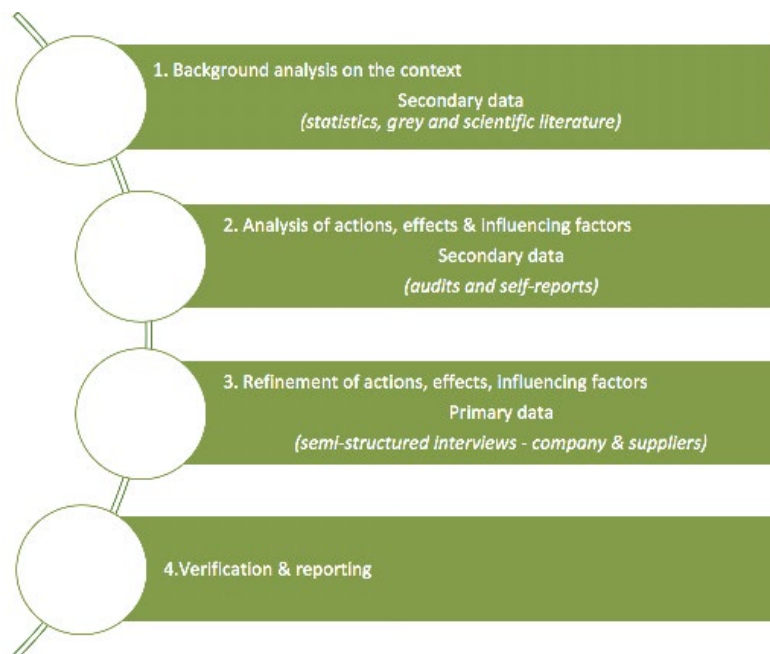 1. Background analysis on the context
Secondary data
(statistics, grey and scientific literature)
2. Analysis of actions, effects & influencing factors
Secondary data
(audits and self-reports)
3. Refinement of actions, effects, influencing factors
Primary data
(semi-structured interviews - company & suppliers)
4.Verification & reporting